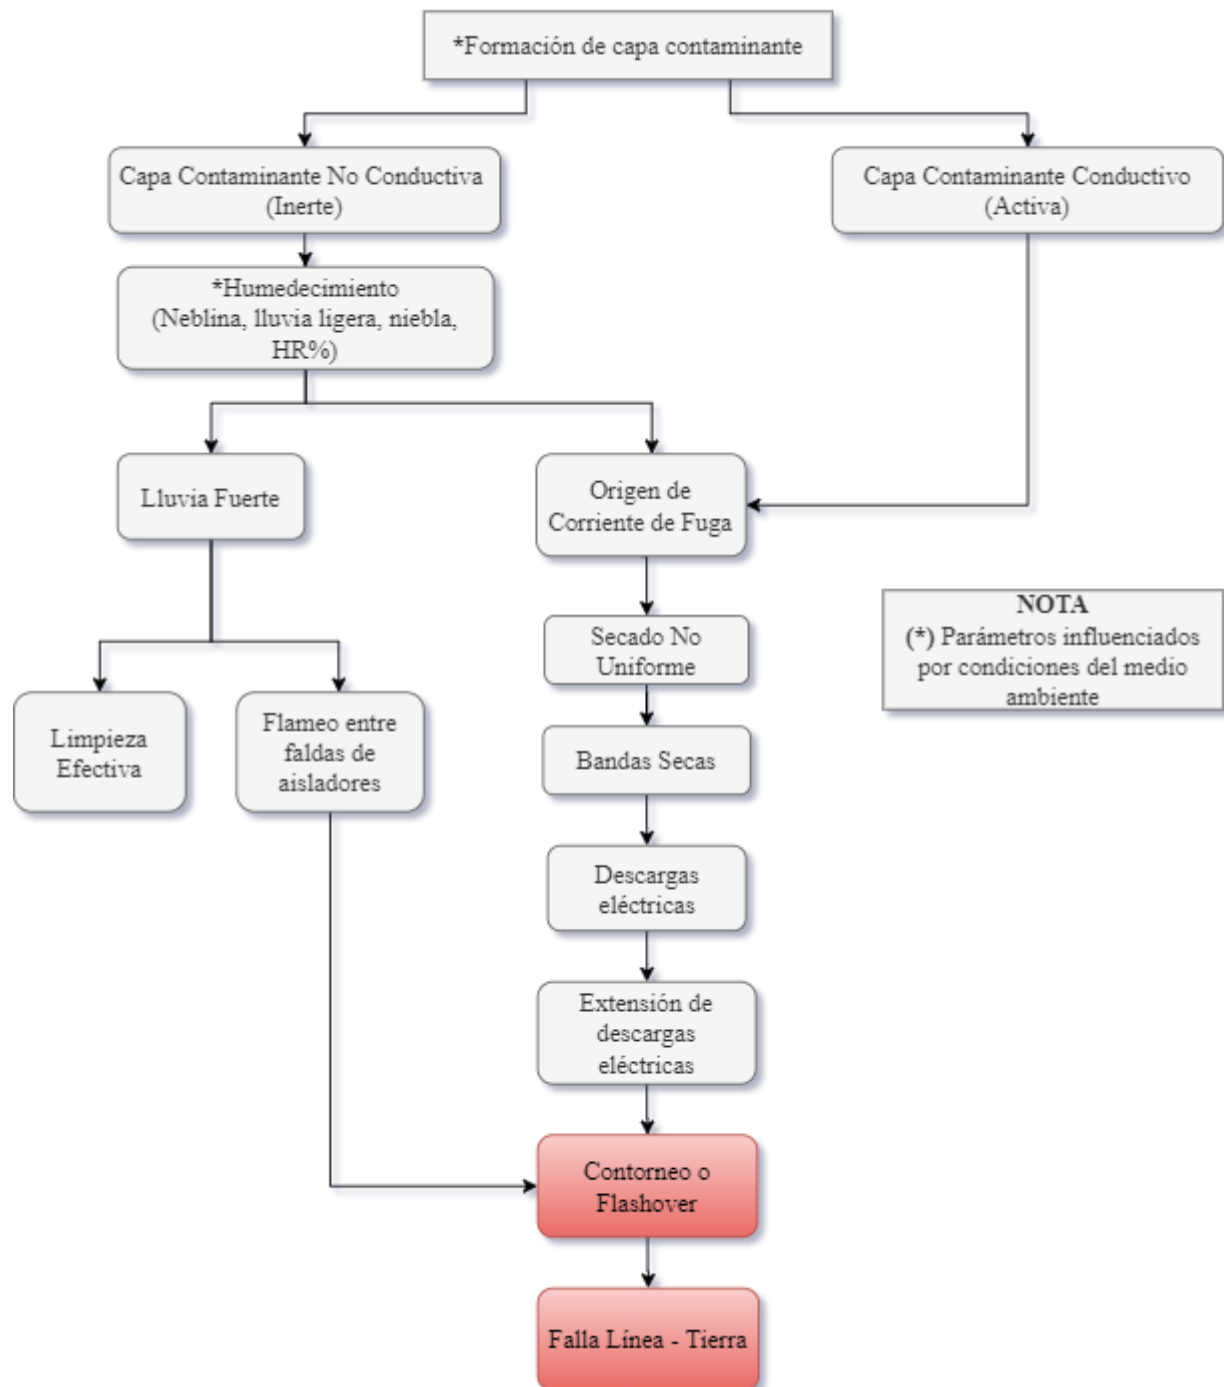 *Formación de capa contaminante
Capa Contaminante No Conductiva
(Inerte)
Capa Contaminante Conductivo
(Activa)
*Humedecimiento
(Neblina, lluvia ligera, niebla,
HR%)
Lluvia Fuerte
Origen de
Corriente de Fuga
NOTA
(*) Parámetros influenciados
por condiciones del medio
ambiente
Secado No
Uniforme
Limpieza
Efectiva
Flameo entre
faldas de
aisladores
Bandas Secas
Descargas
eléctricas
Extensión de
descargas
eléctricas
Contorneo o
Flashover
Falla Línea - Tierra